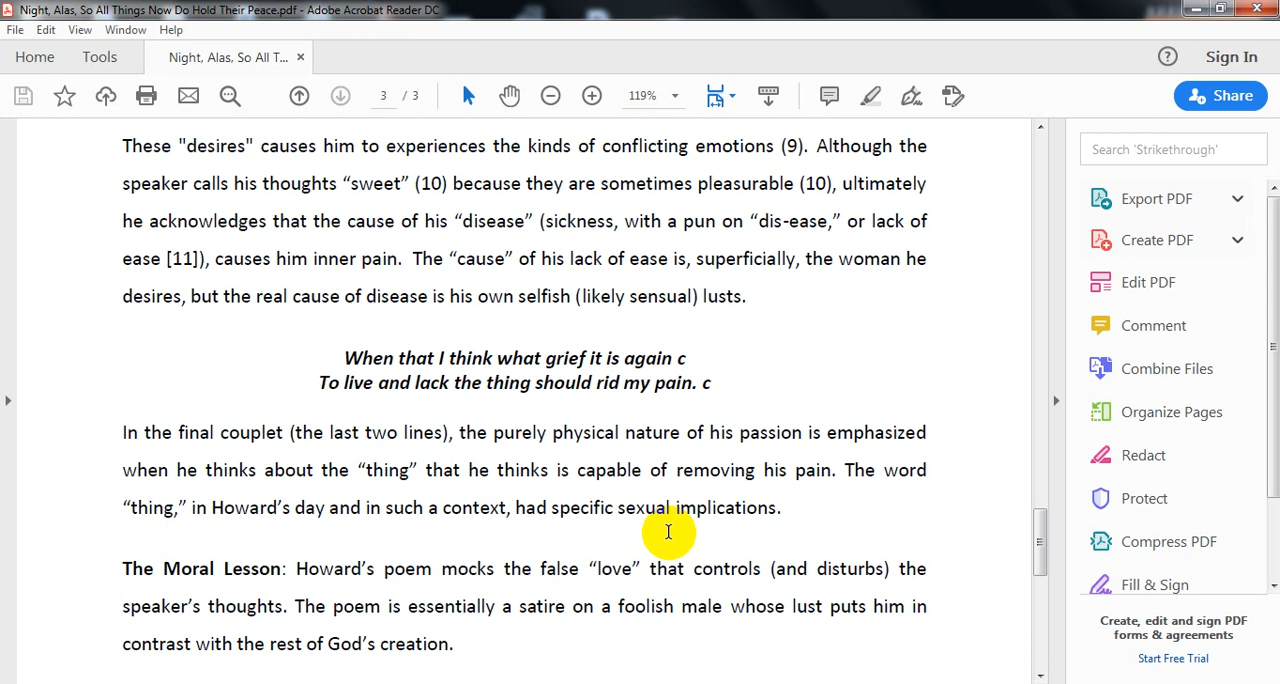 Night, Alas, So All Things Now Do Hold Their Peace.pdf - Adobe Acrobat Reader DC
File Edit View Window Help
Home Tools Night, Alas, So All T... × ? Sign In
3 / 3 119% Share
These "desires" causes him to experiences the kinds of conflicting emotions (9). Although the
speaker calls his thoughts “sweet” (10) because they are sometimes pleasurable (10), ultimately
he acknowledges that the cause of his “disease” (sickness, with a pun on “dis-ease,” or lack of
ease [11]), causes him inner pain. The “cause” of his lack of ease is, superficially, the woman he
desires, but the real cause of disease is his own selfish (likely sensual) lusts.
When that I think what grief it is again c
To live and lack the thing should rid my pain. c
In the final couplet (the last two lines), the purely physical nature of his passion is emphasized
when he thinks about the “thing” that he thinks is capable of removing his pain. The word
“thing,” in Howard’s day and in such a context, had specific sexual implications.
The Moral Lesson: Howard’s poem mocks the false “love” that controls (and disturbs) the
speaker’s thoughts. The poem is essentially a satire on a foolish male whose lust puts him in
contrast with the rest of God’s creation.
Search 'Strikethrough'
Export PDF
Create PDF
Edit PDF
Comment
Combine Files
Organize Pages
Redact
Protect
Compress PDF
Fill & Sign
Create, edit and sign PDF
forms & agreements
Start Free Trial